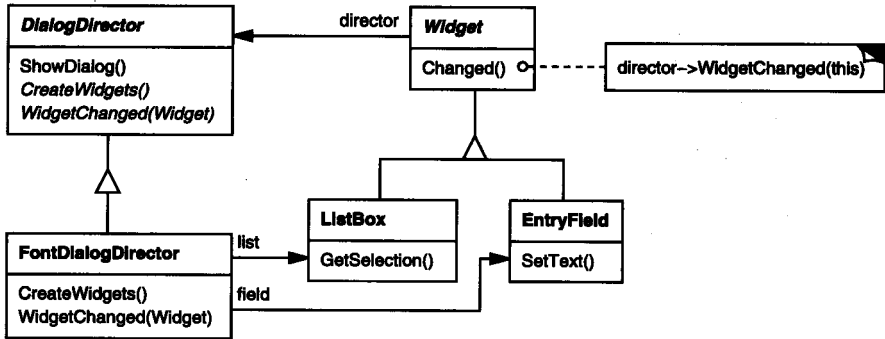 DialogDirector
ShowDialog()
CreateWidgets()
WidgetChanged(Widget)
director
Widget
Changed()
director–>WidgetChanged(this)
FontDialogDirector
CreateWidgets()
WidgetChanged(Widget)
list
field
ListBox
GetSelection()
EntryField
SetText()